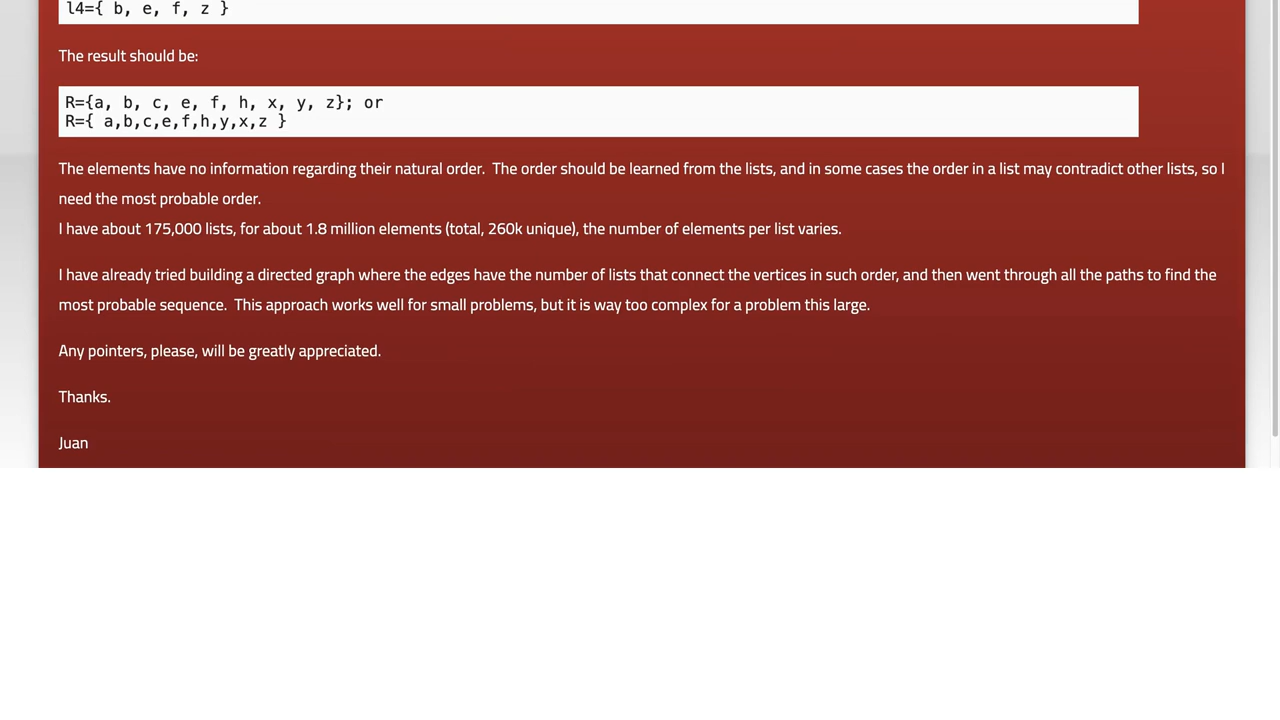 l4={ b, e, f, z }
The result should be:
R={a, b, c, e, f, h, x, y, z}; or
R={ a,b,c,e,f,h,y,x,z }
The elements have no information regarding their natural order.  The order should be learned from the lists, and in some cases the order in a list may contradict other lists, so I
need the most probable order.
I have about 175,000 lists, for about 1.8 million elements (total, 260k unique), the number of elements per list varies.
I have already tried building a directed graph where the edges have the number of lists that connect the vertices in such order, and then went through all the paths to find the
most probable sequence.  This approach works well for small problems, but it is way too complex for a problem this large.
Any pointers, please, will be greatly appreciated.
Thanks.
Juan